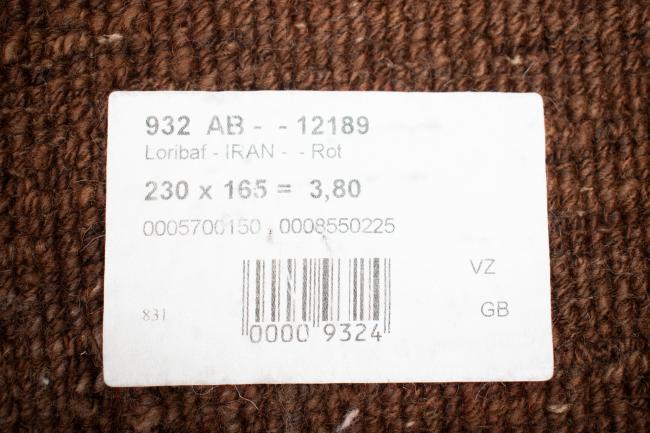 932 AB - - 12189
Loribaf - IRAN - - Rot
230 x 165 = 3,80
0005700150 , 0008550225
VZ
831
GB
0000 9324